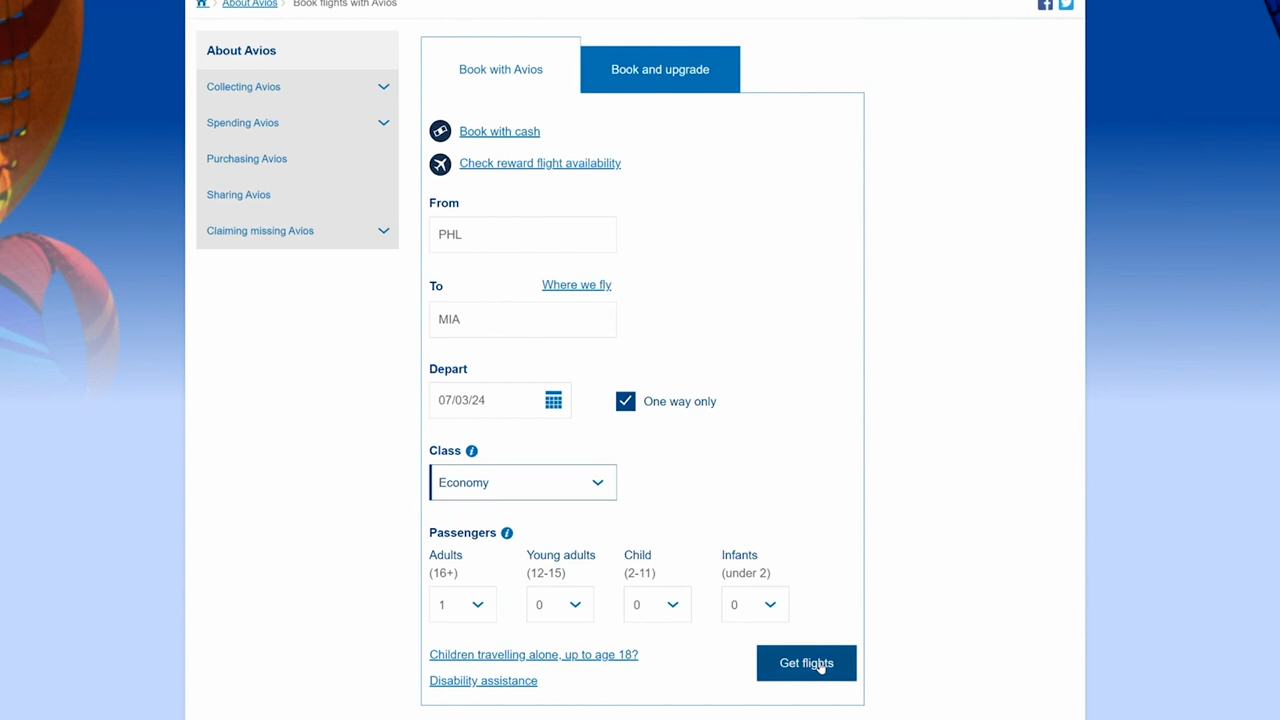 About Avios
Book flights with Avios
About Avios
Collecting Avios
Spending Avios
Purchasing Avios
Sharing Avios
Claiming missing Avios
Book with Avios
Book and upgrade
Book with cash
Check reward flight availability
From
PHL
To
Where we fly
MIA
Depart
07/03/24
One way only
Class
Economy
Passengers
Adults
(16+)
Young adults
(12-15)
Child
(2-11)
Infants
(under 2)
1
0
0
0
Children travelling alone, up to age 18?
Disability assistance
Get flights